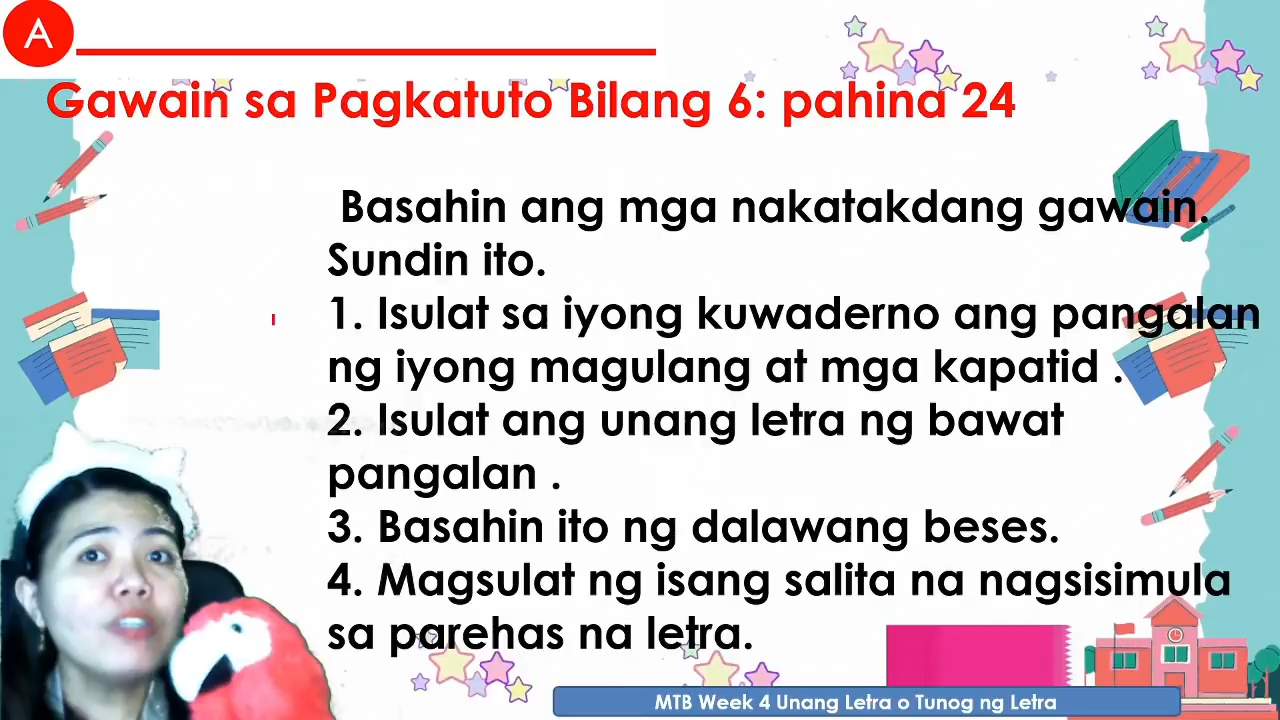 A
Gawain sa Pagkatuto Bilang 6: pahina 24
Basahin ang mga nakatakdang gawain.
Sundin ito.
1. Isulat sa iyong kuwaderno ang pangalan
ng iyong magulang at mga kapatid .
2. Isulat ang unang letra ng bawat
pangalan .
3. Basahin ito ng dalawang beses.
4. Magsulat ng isang salita na nagsisimula
sa parehas na letra.
MTB Week 4 Unang Letra o Tunog ng Letra